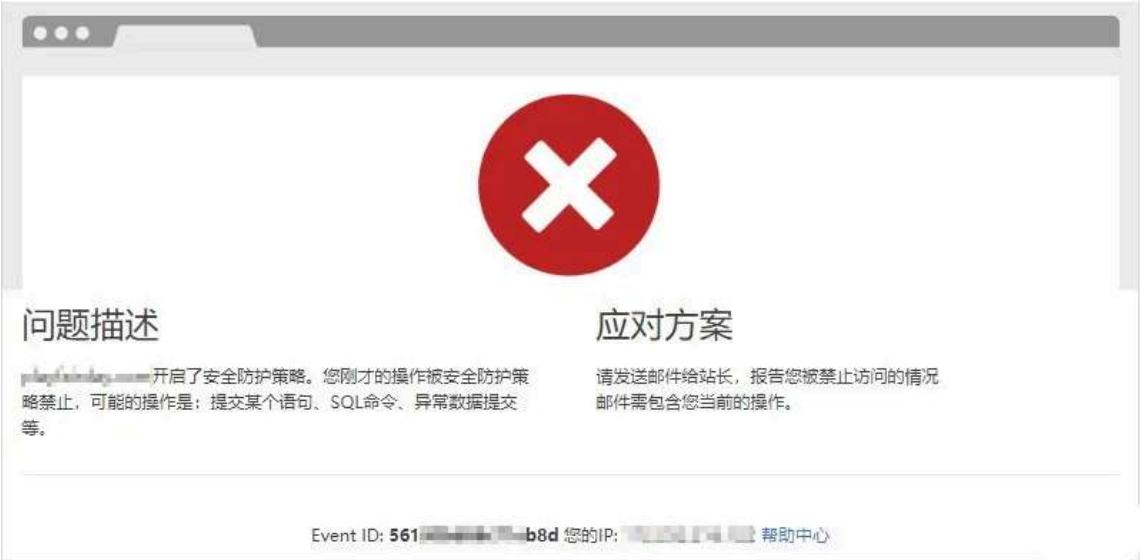 问题描述
开启了安全防护策略。您刚才的操作被安全防护策
略禁止，可能的操作是：提交某个语句、SQL命令、异常数据提交
等。
应对方案
请发送邮件给站长，报告您被禁止访问的情况
邮件需包含您当前的操作。
Event ID: 561 b8d 您的IP: 帮助中心